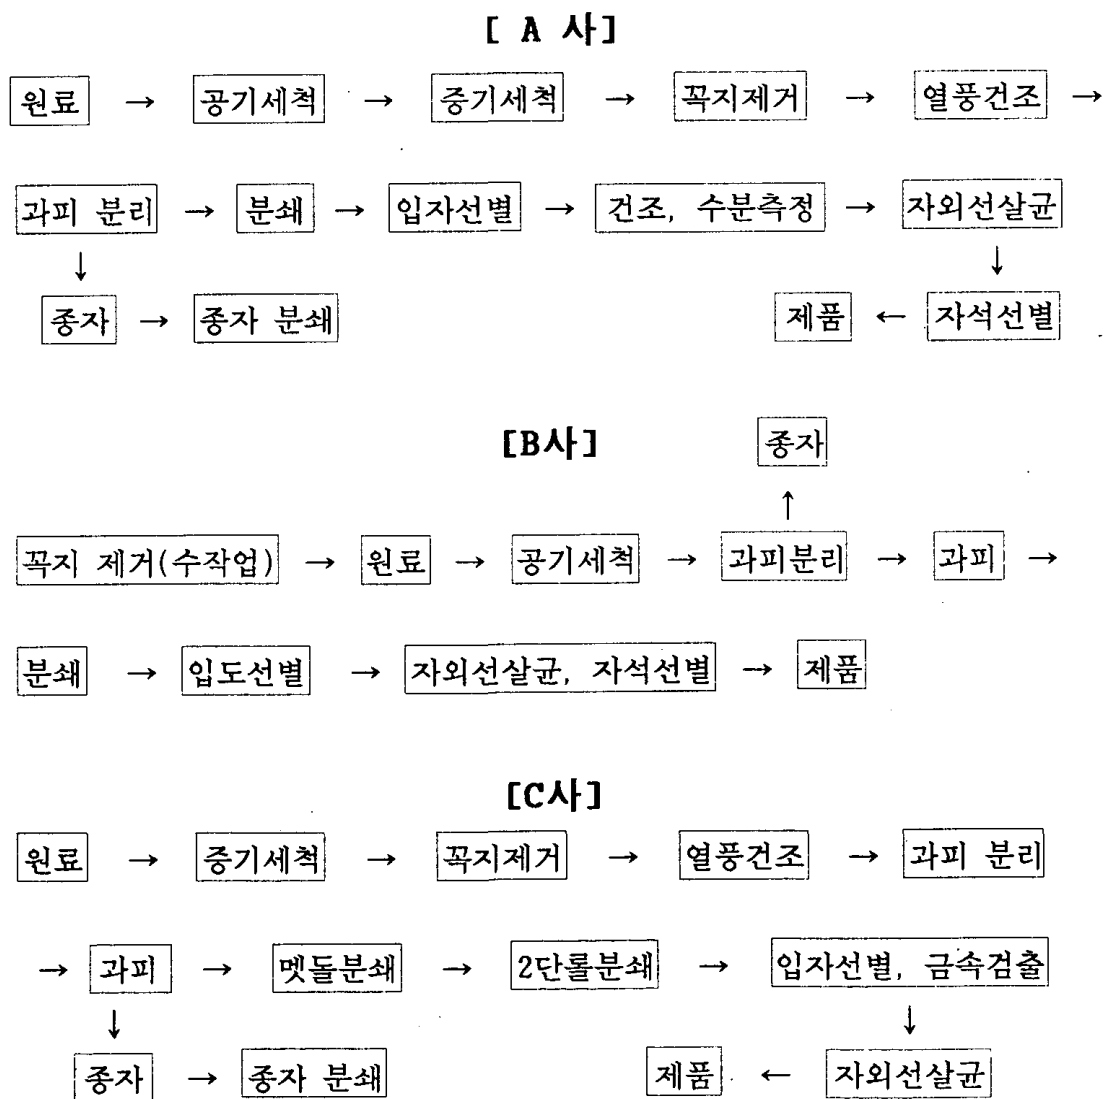 [ A 사]
원료 → 공기세척 → 증기세척 → 꼭지제거 → 열풍건조 →
과피 분리 → 분쇄 → 입자선별 → 건조, 수분측정 → 자외선살균
↓ ↓
종자 → 종자 분쇄 제품 ← 자석선별
[B사] 종자
↑
꼭지 제거(수작업) → 원료 → 공기세척 → 과피분리 → 과피 →
분쇄 → 입도선별 → 자외선살균, 자석선별 → 제품
[C사]
원료 → 증기세척 → 꼭지제거 → 열풍건조 → 과피 분리
→ 과피 → 멧돌분쇄 → 2단롤분쇄 → 입자선별, 금속검출
↓ ↓
종자 → 종자 분쇄 제품 ← 자외선살균